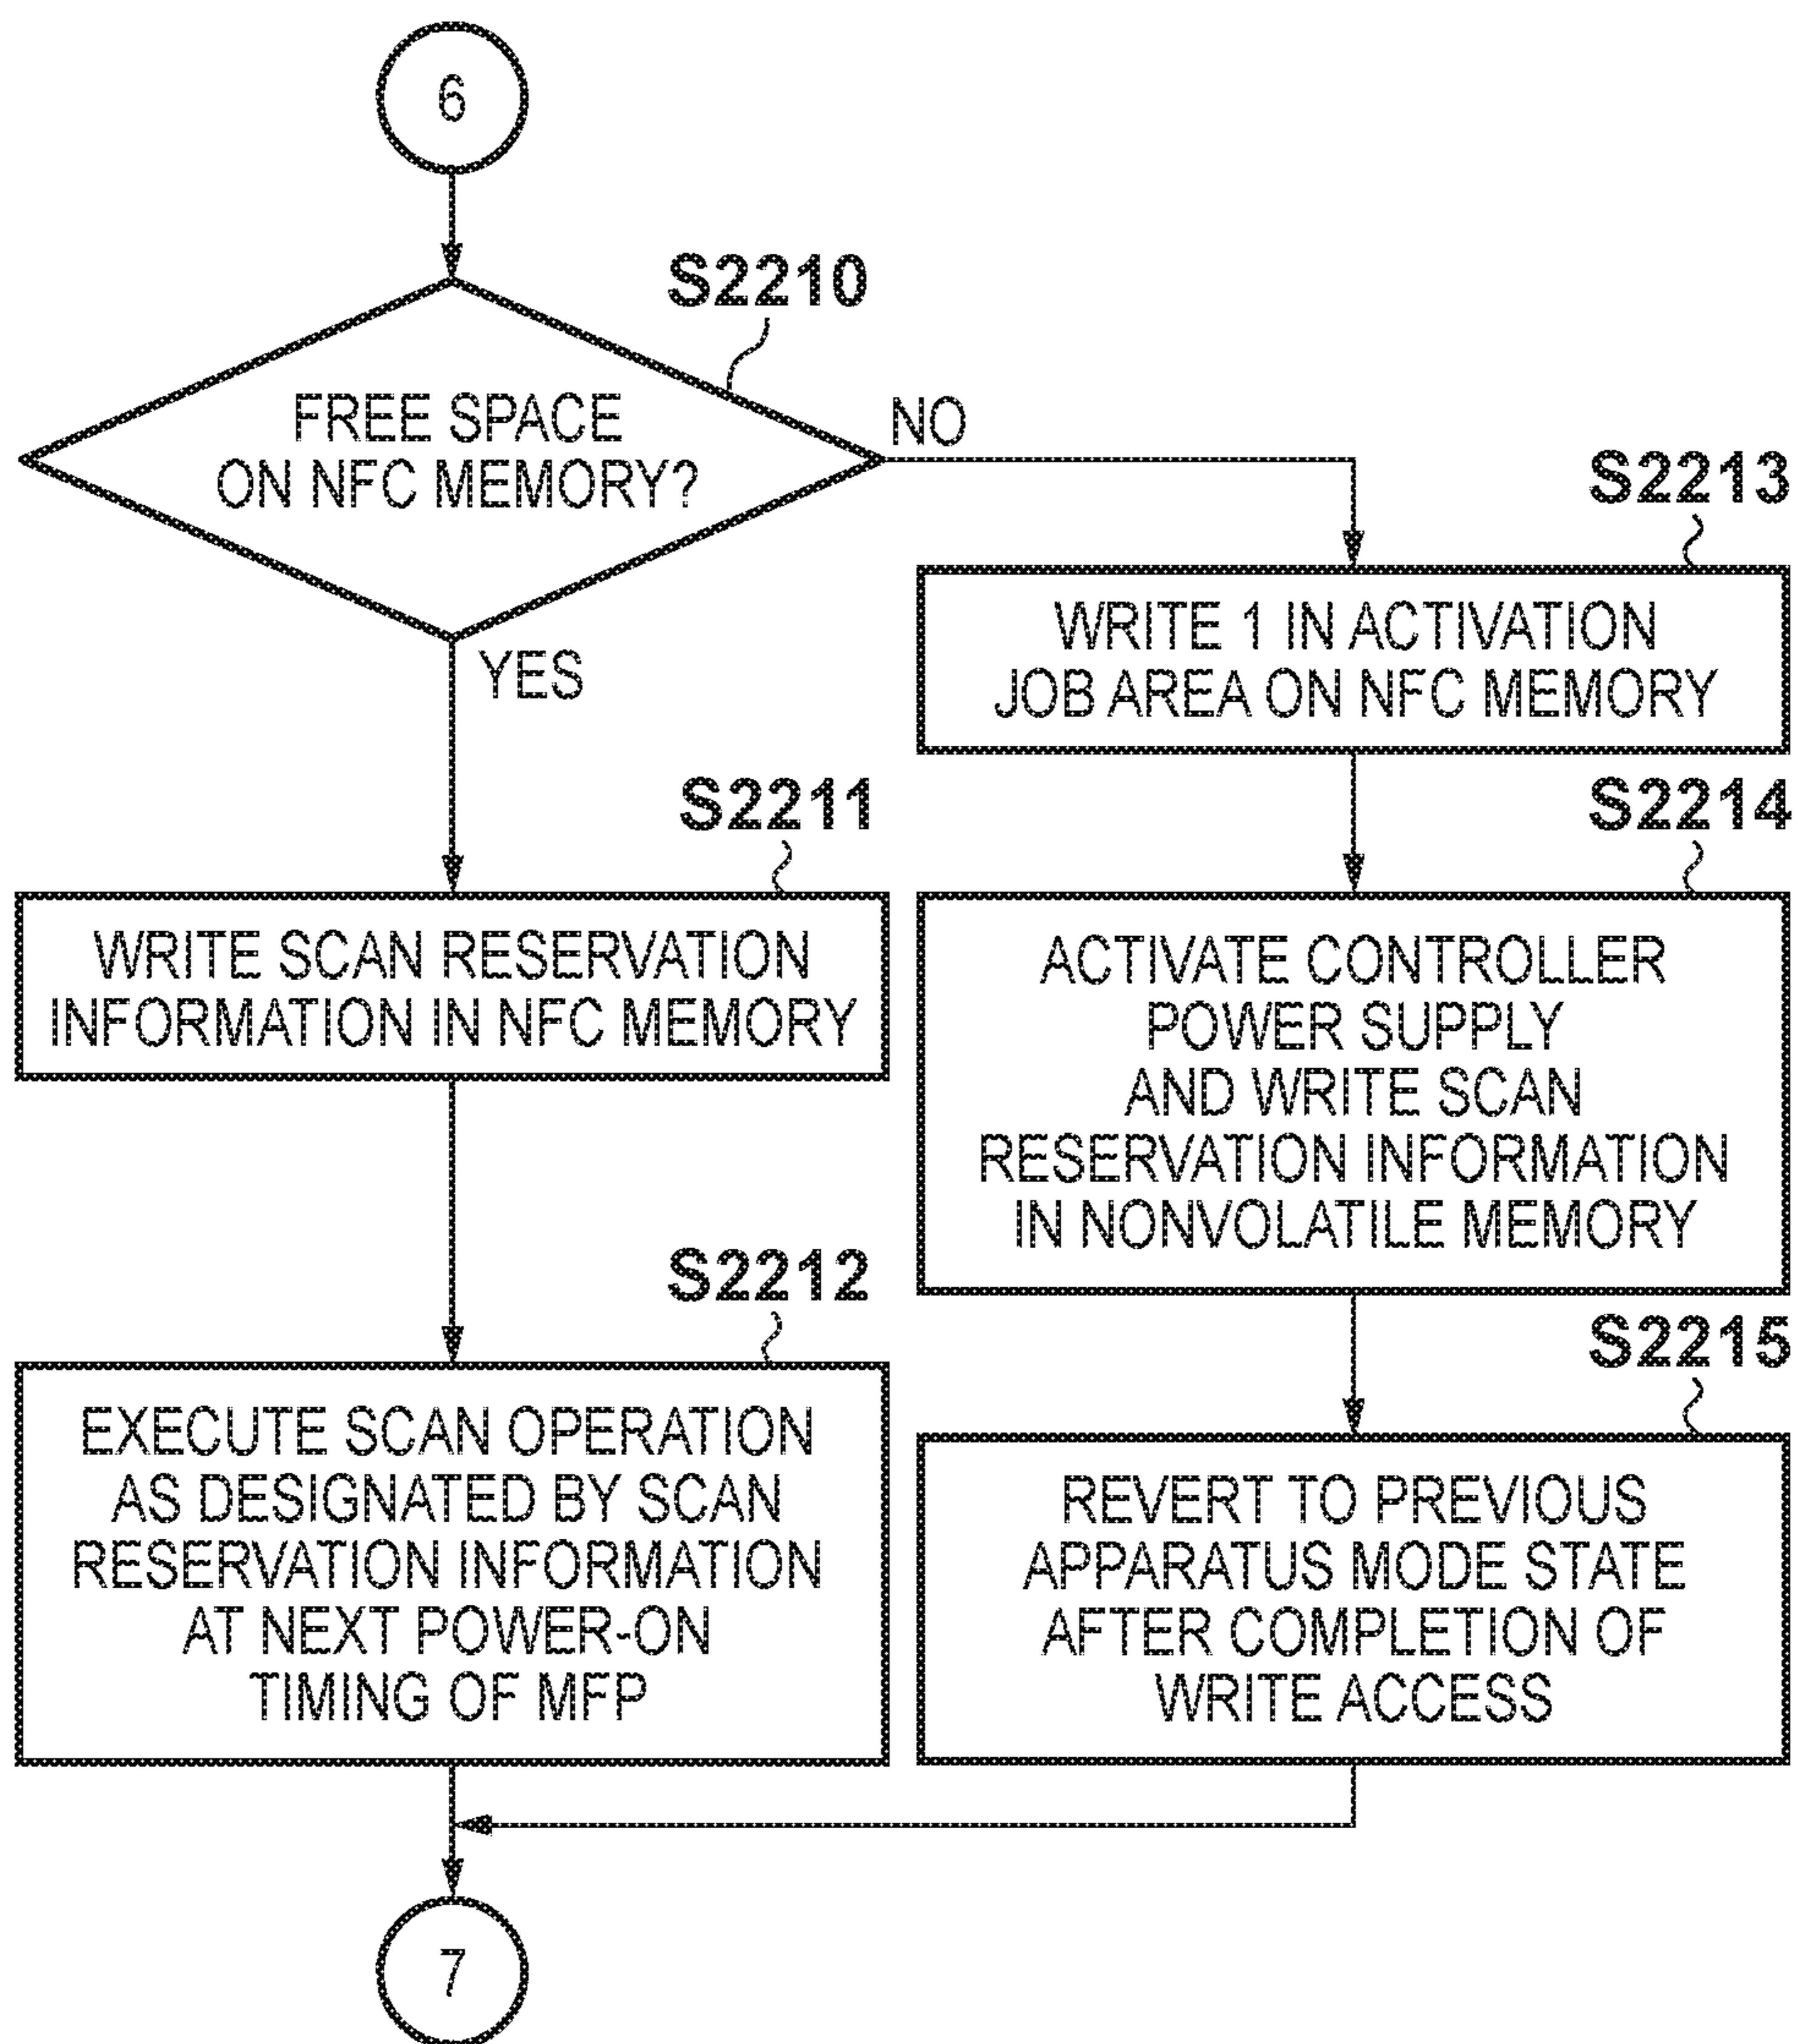 6
S2210
FREE SPACE
ON NFC MEMORY?
NO
YES
S2211
WRITE SCAN RESERVATION
INFORMATION IN NFC MEMORY
S2212
EXECUTE SCAN OPERATION
AS DESIGNATED BY SCAN
RESERVATION INFORMATION
AT NEXT POWER-ON
TIMING OF MFP
S2213
WRITE 1 IN ACTIVATION
JOB AREA ON NFC MEMORY
S2214
ACTIVATE CONTROLLER
POWER SUPPLY
AND WRITE SCAN
RESERVATION INFORMATION
IN NONVOLATILE MEMORY
S2215
REVERT TO PREVIOUS
APPARATUS MODE STATE
AFTER COMPLETION OF
WRITE ACCESS
7